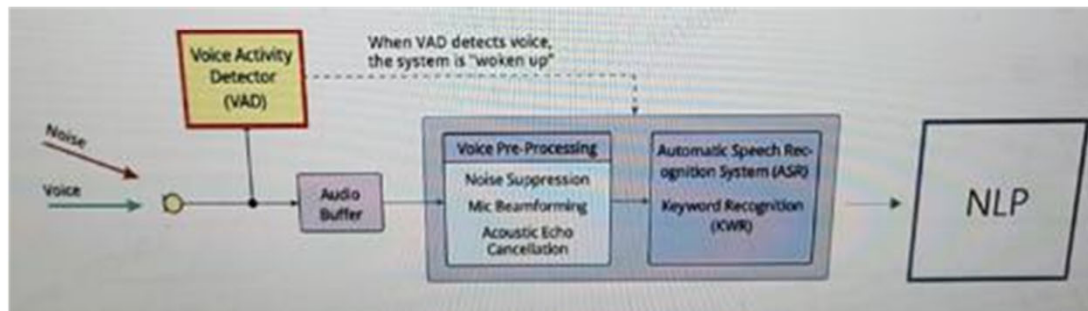 Voice Activity
Detector
(VAD)
When VAD detects voice,
the system is "woken up"
Noise
Voice
Audio
Buffer
Voice Pre-Processing
Noise Suppression
Mic Beamforming
Acoustic Echo
Cancellation
Automatic Speech Rec-
ognition System (ASR)
Keyword Recognition
(KWR)
NLP